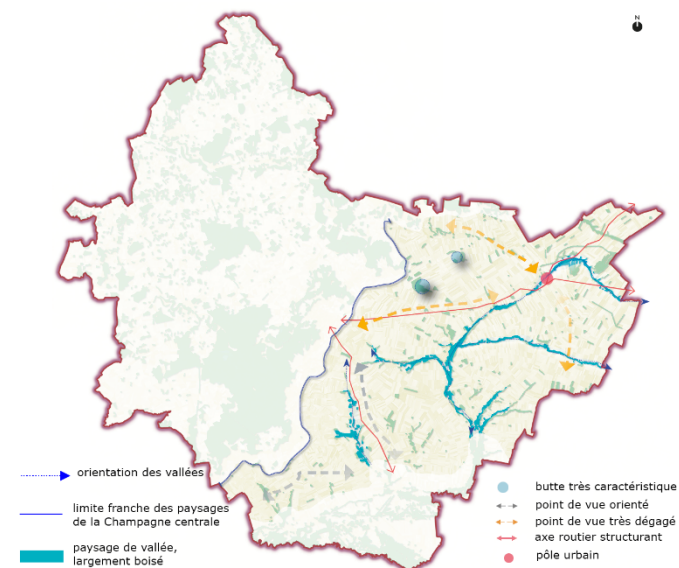 N
orientation des vallées
limite franche des paysages
de la Champagne centrale
paysage de vallée,
largement boisé
butte très caractéristique
point de vue orienté
point de vue très dégagé
axe routier structurant
pôle urbain